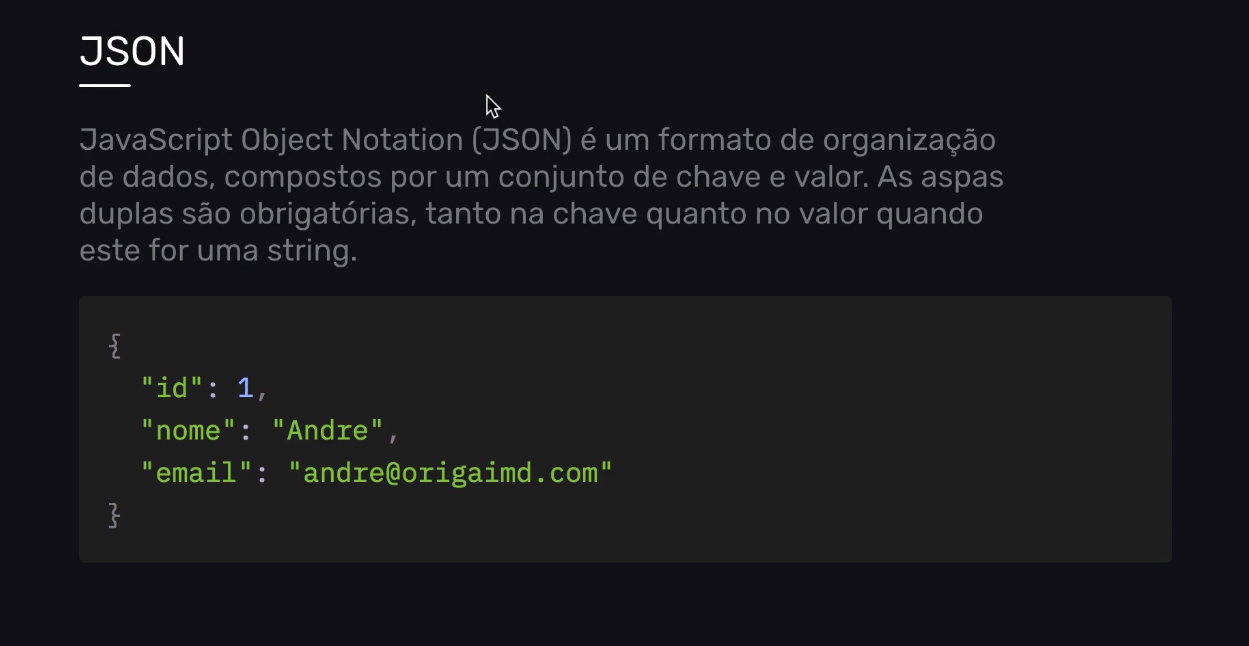 JSON
JavaScript Object Notation (JSON) é um formato de organização
de dados, compostos por um conjunto de chave e valor. As aspas
duplas são obrigatórias, tanto na chave quanto no valor quando
este for uma string.
{
"id": 1,
"nome": "Andre",
"email": "andre@origaimd.com"
}